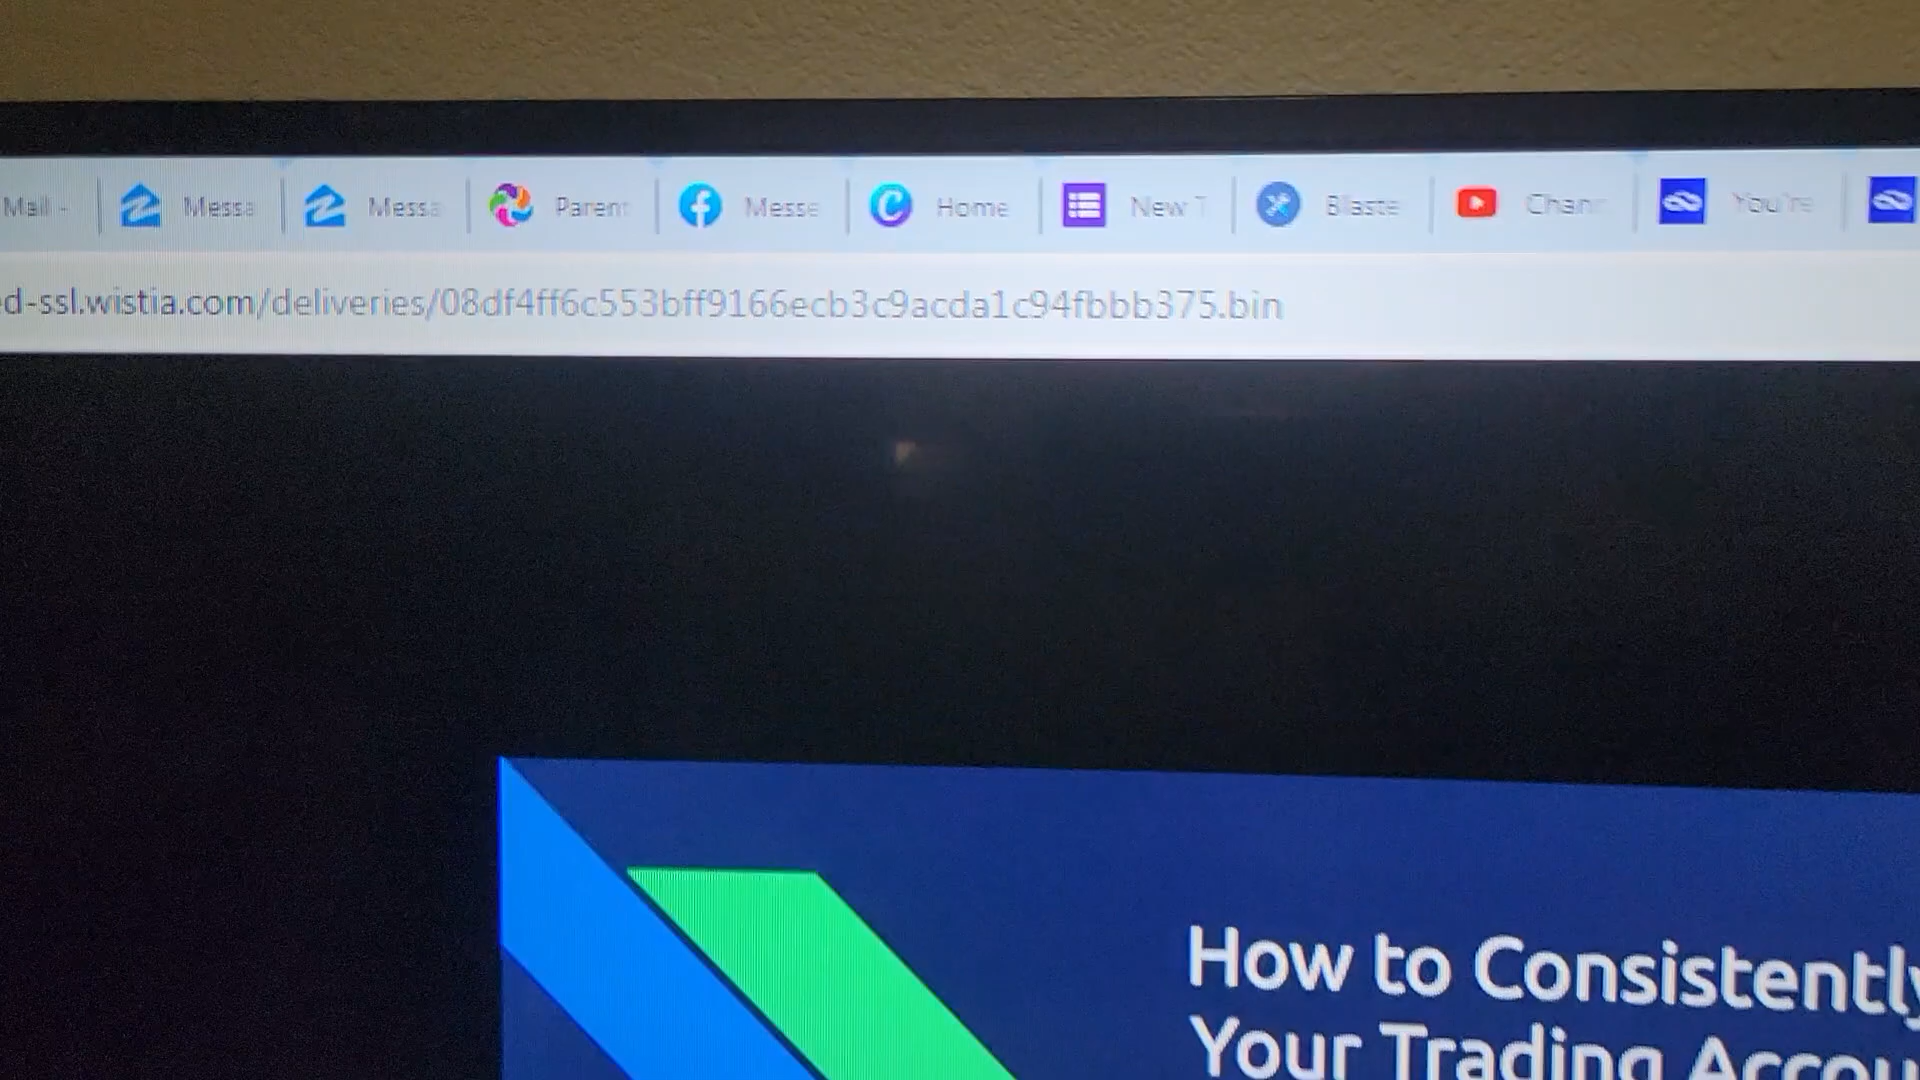 Mail - Messa Messa Parent Messe Home New T Blaste Chan You're
ed-ssl.wistia.com/deliveries/08df4ff6c553bff9166ecb3c9acda1c94fbbb375.bin
How to Consistently
Your Trading Accou